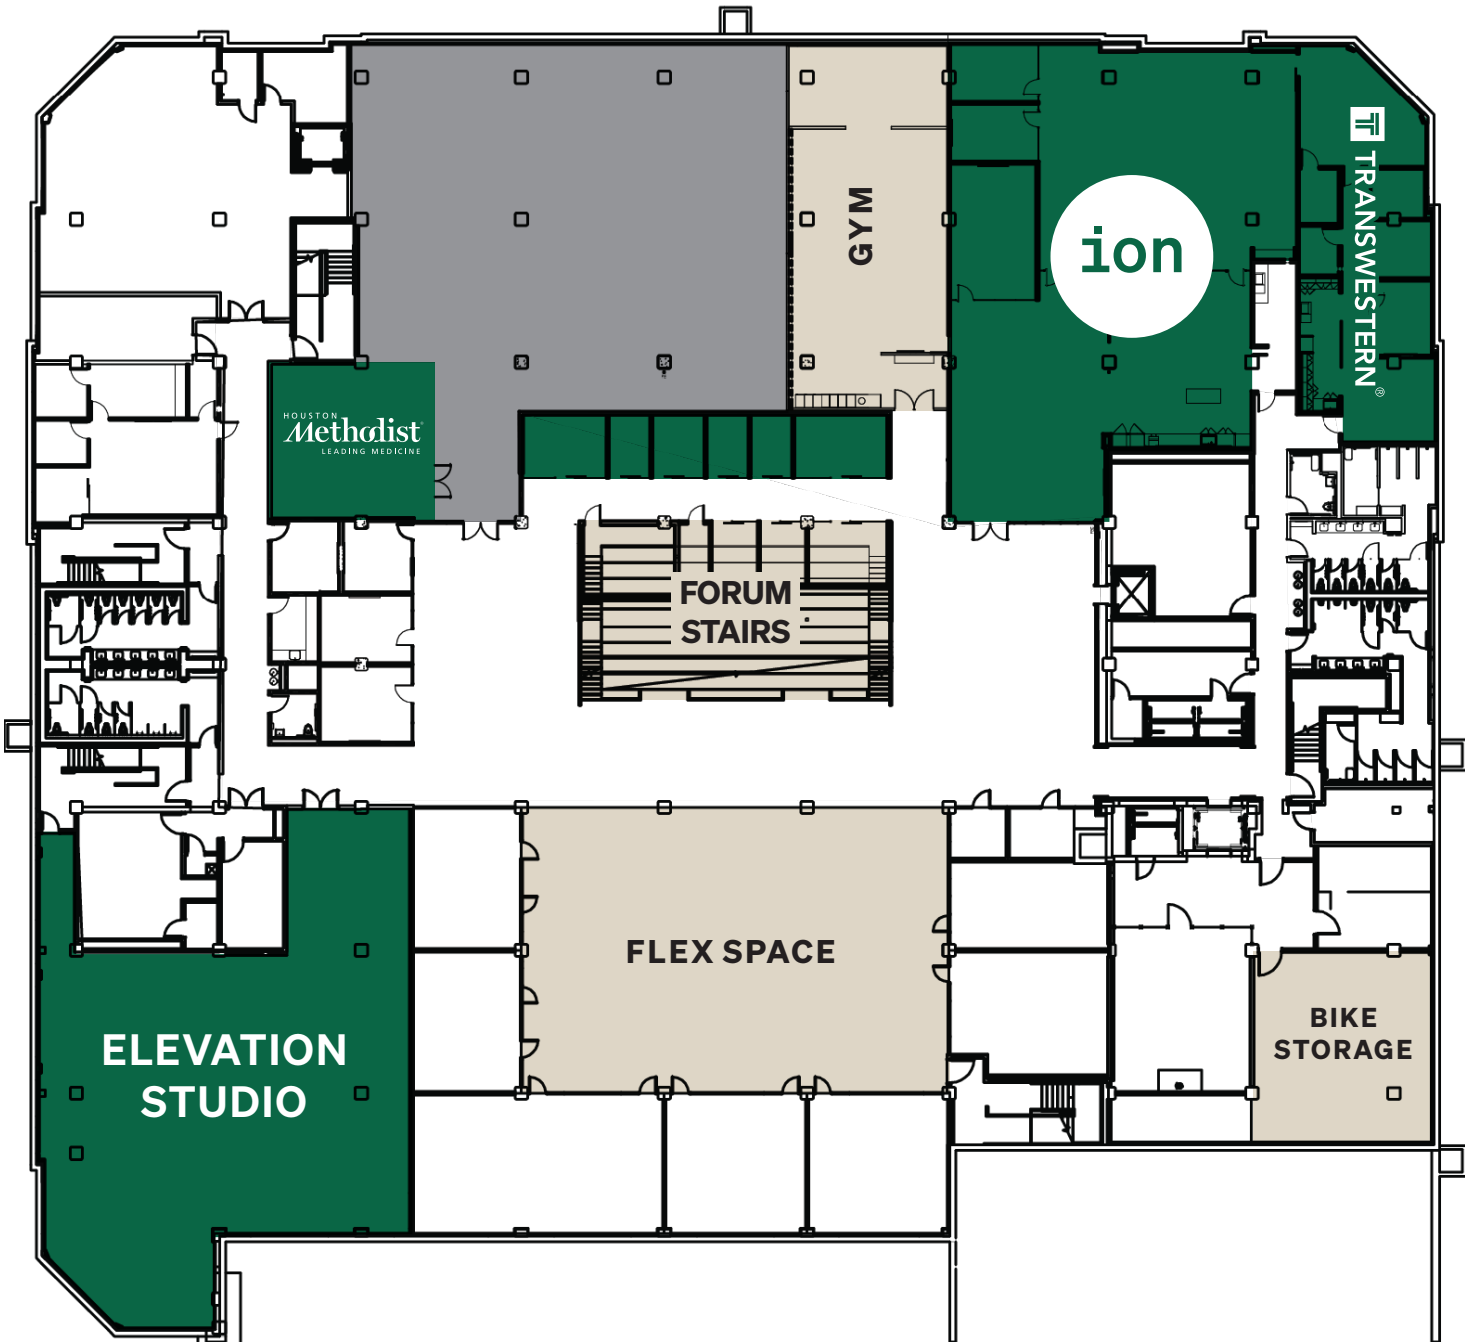 GYM
ion
TRANSWESTERN®
HOUSTON
Methodist®
LEADING MEDICINE
FORUM
STAIRS
FLEX SPACE
ELEVATION
STUDIO
BIKE
STORAGE